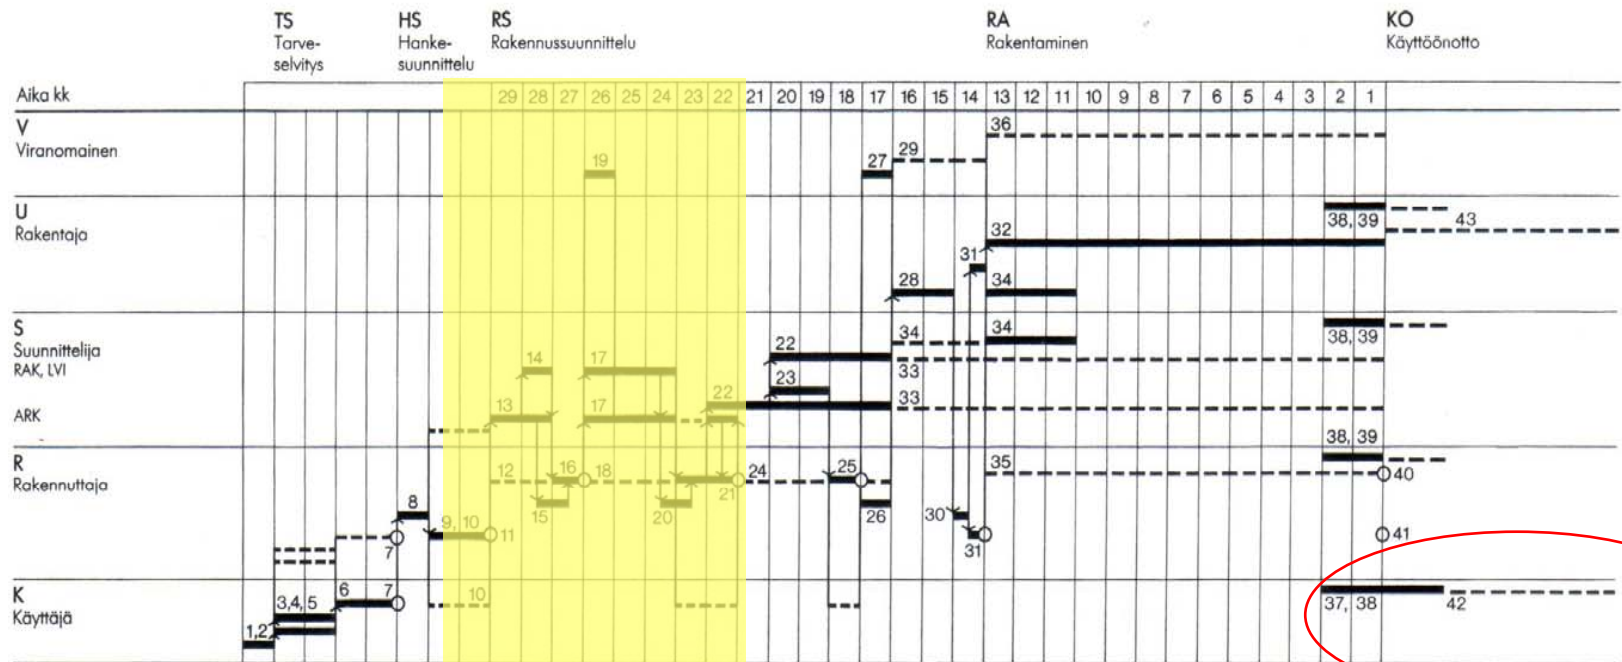 TS HS RS RA KÖ
Tarve- Hanke- Rakennussuunnittelu Rakentaminen Käyttöönotto
selvitys suunnittelu
Aika kk 29 28 27 26 25 24 23 22 21 20 19 18 17 16 15 14 13 12 11 10 9 8 7 6 5 4 3 2 1
V 36
Viranomainen 29
19 27
U 38, 39 43
Rakentaja 32
31
28 34
S 34 34 38, 39
Suunnittelija 14 17 22
RAK, LVI 33
23
ARK 13 17 22 33
38, 39
R 12 16 18 24 25 35 40
Rakennuttaja 21
8 15 20 26 30
9, 10 11 41
7 31
K 6 7 10 37, 38 42
Käyttäjä 3,4, 5
1,2